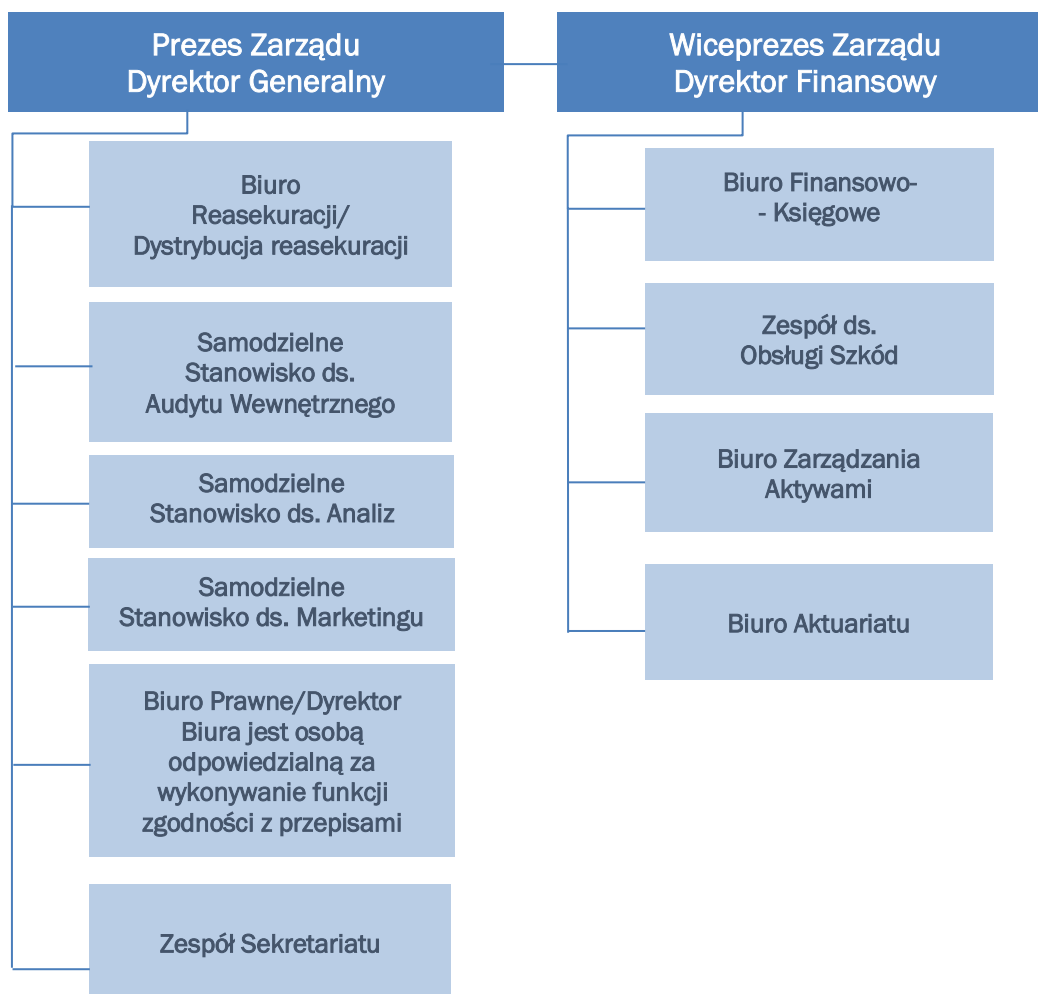 Prezes Zarządu
Dyrektor Generalny
Wiceprezes Zarządu
Dyrektor Finansowy
Biuro
Reasekuracji/
Dystrybucja reasekuracji
Samodzielne
Stanowisko ds.
Audytu Wewnętrznego
Samodzielne
Stanowisko ds. Analiz
Samodzielne
Stanowisko ds. Marketingu
Biuro Prawne/Dyrektor
Biura jest osobą
odpowiedzialną za
wykonywanie funkcji
zgodności z przepisami
Zespół Sekretariatu
Biuro Finansowo-
- Księgowe
Zespół ds.
Obsługi Szkód
Biuro Zarządzania
Aktywami
Biuro Aktuariatu